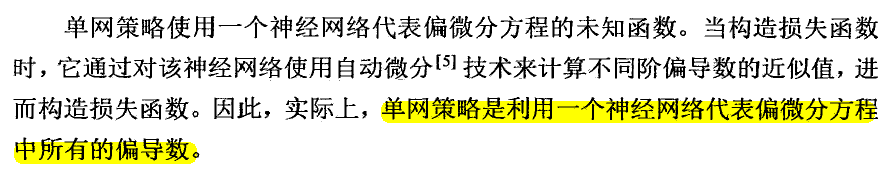 单网策略使用一个神经网络代表偏微分方程的未知函数。当构造损失函数
时，它通过对该神经网络使用自动微分[5]技术来计算不同阶偏导数的近似值，进
而构造损失函数。因此，实际上，单网策略是利用一个神经网络代表偏微分方程
中所有的偏导数。